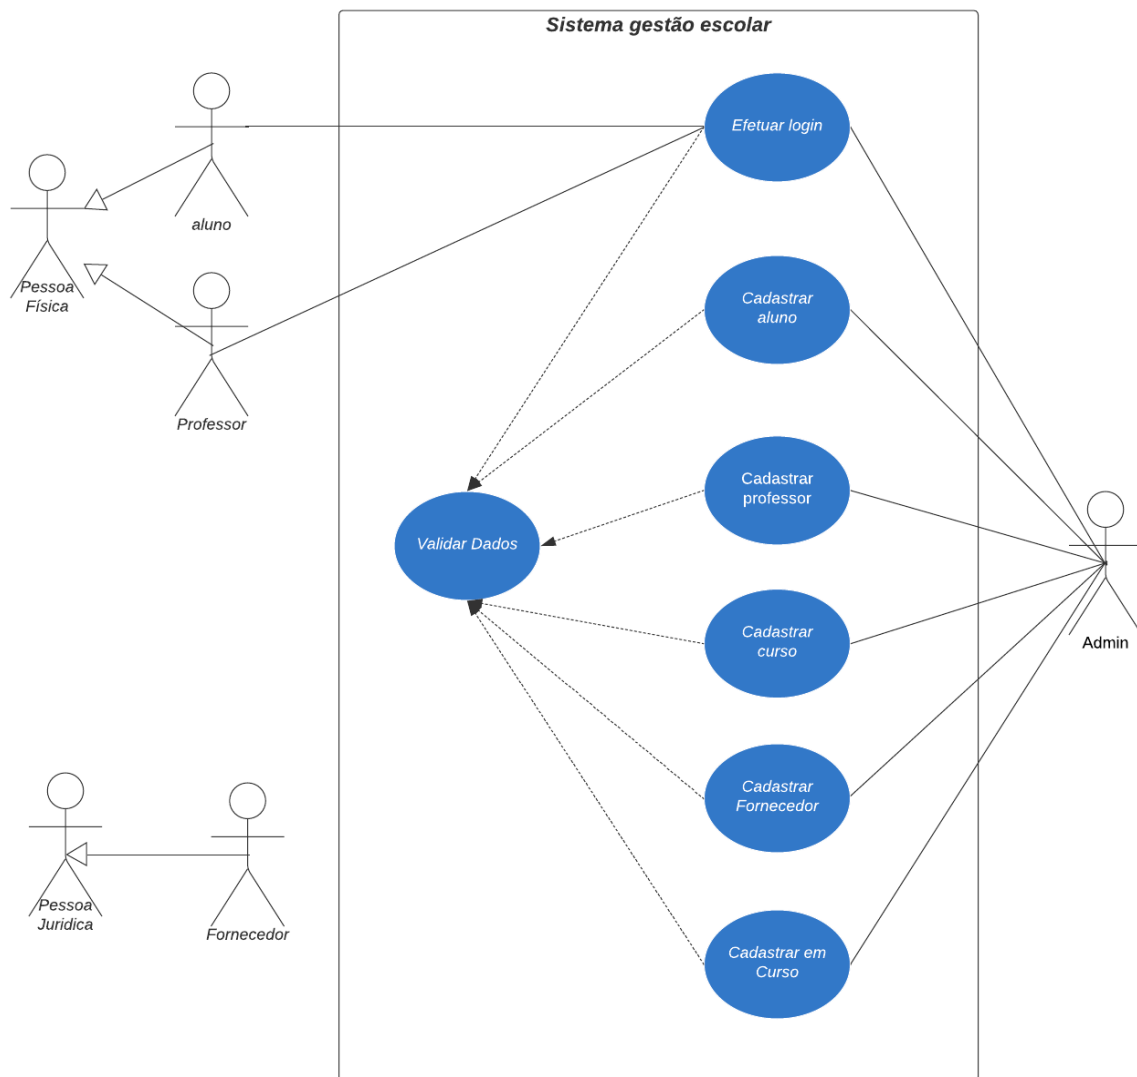 Sistema gestão escolar
Efetuar login
aluno
Pessoa
Física
Cadastrar
aluno
Professor
Cadastrar
professor
Validar Dados
Cadastrar
curso
Admin
Cadastrar
Fornecedor
Pessoa
Juridica
Fornecedor
Cadastrar em
Curso